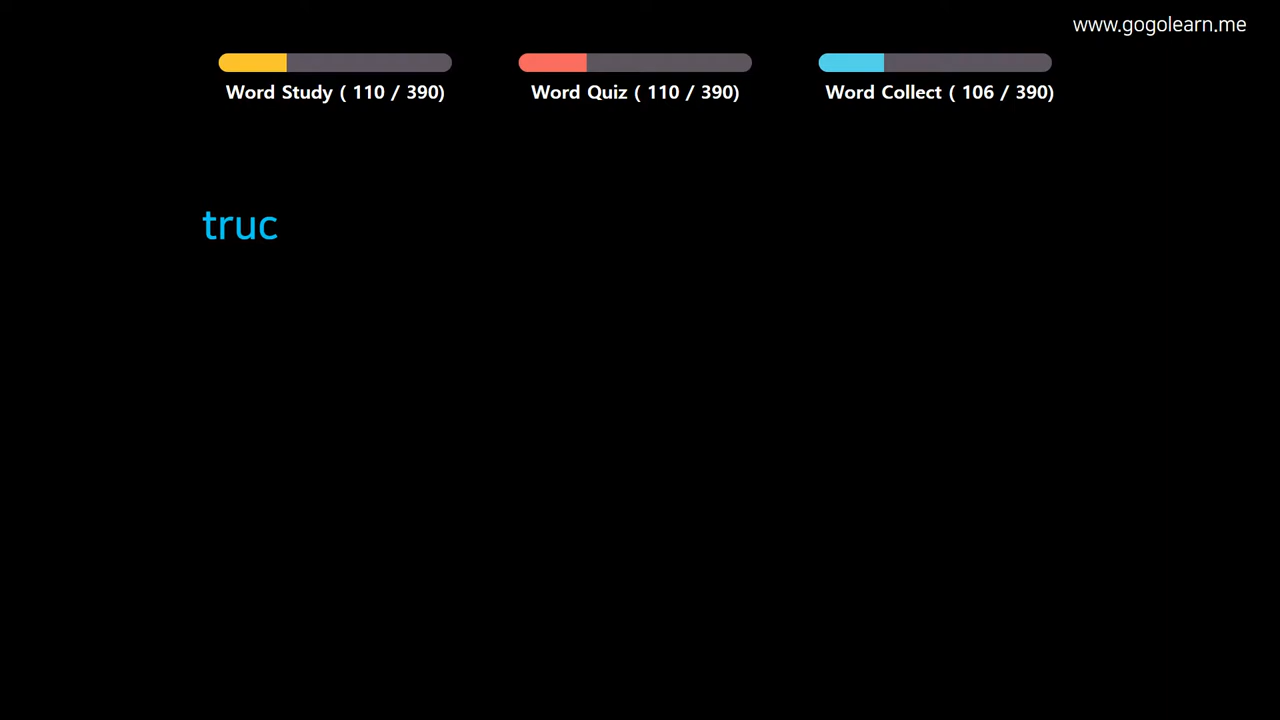 www.gogolearn.me
Word Study ( 110 / 390)
Word Quiz ( 110 / 390)
Word Collect ( 106 / 390)
truc